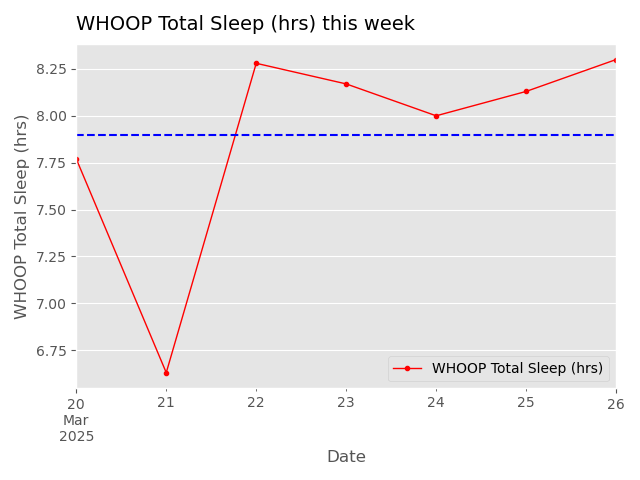 WHOOP Total Sleep (hrs) this week
WHOOP Total Sleep (hrs)
8.25
8.00
7.75
7.50
7.25
7.00
6.75
WHOOP Total Sleep (hrs)
20 21 22 23 24 25 26
Mar
2025
Date